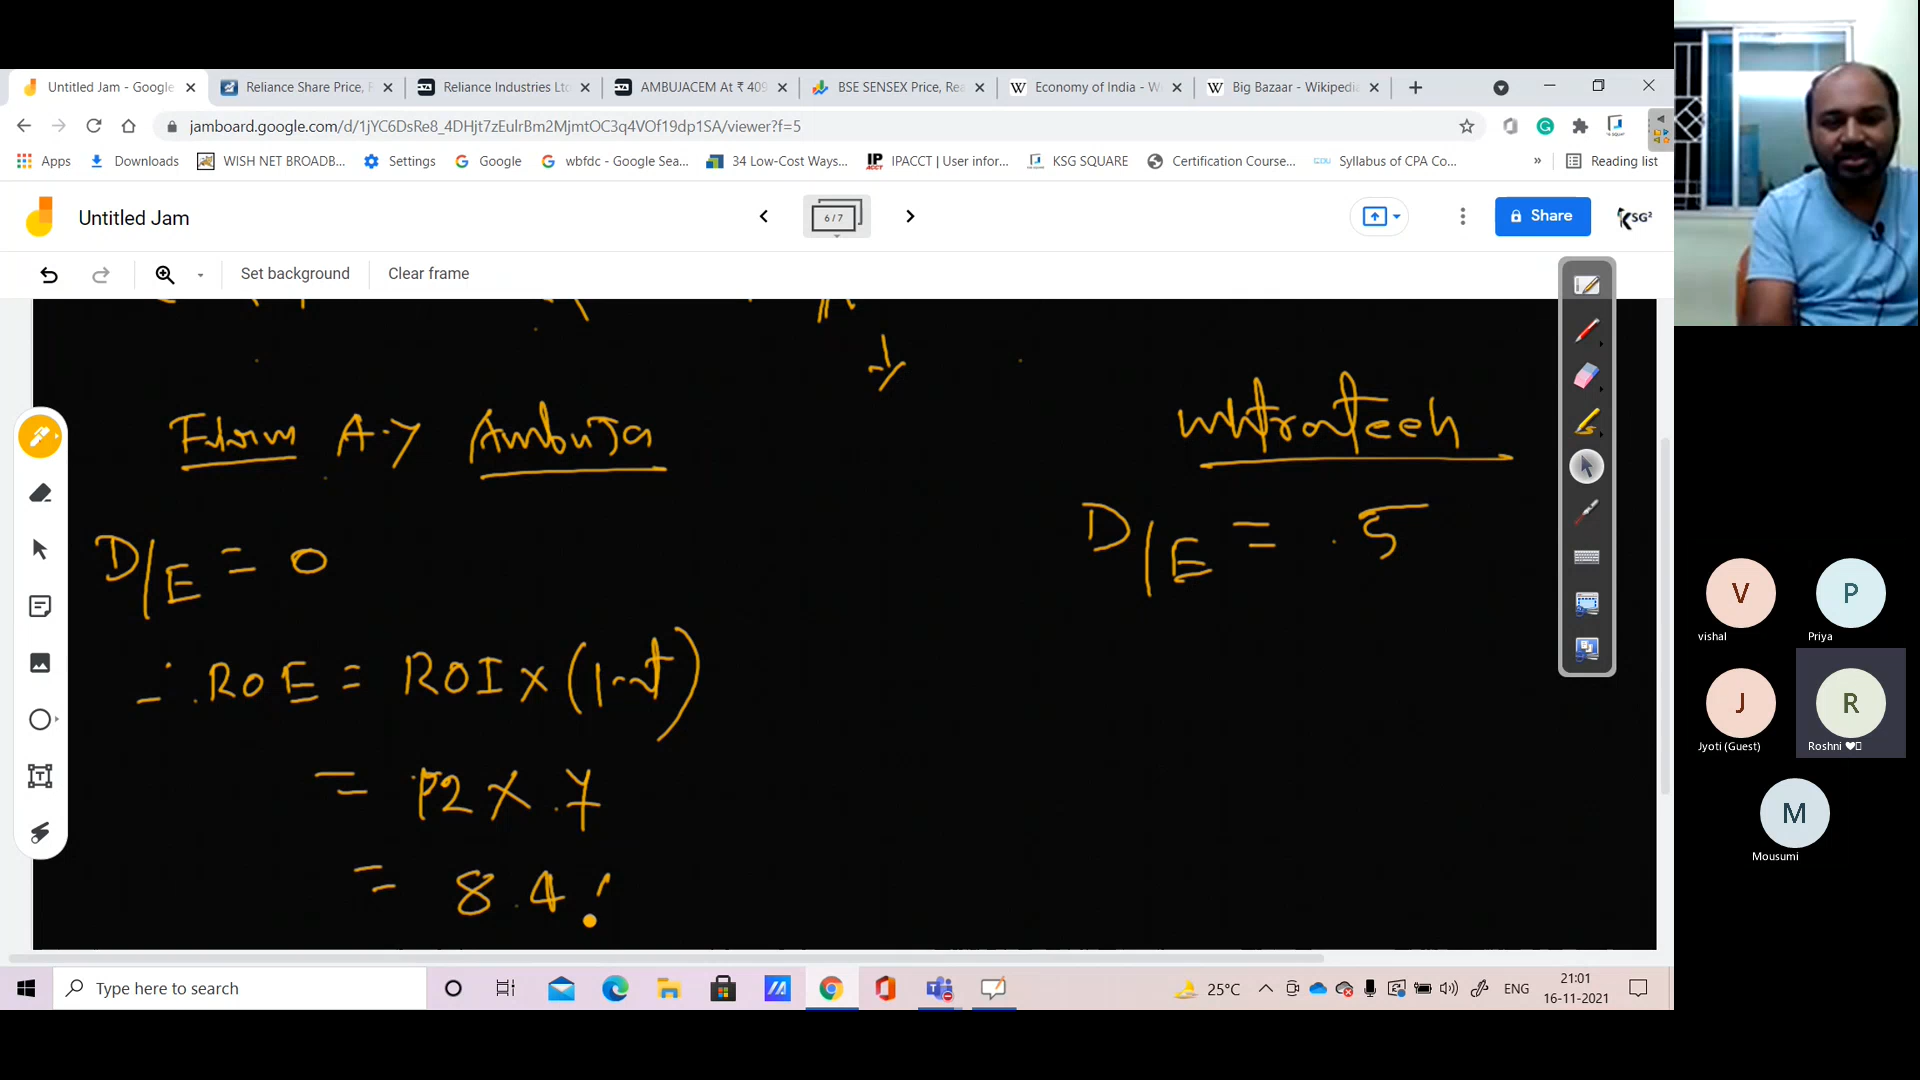 Untitled Jam - Google
Reliance Share Price, F
Reliance Industries Ltd
AMBUJACEM At ₹ 409
BSE SENSEX Price, Rea
Economy of India - W
Big Bazaar - Wikipedia
jamboard.google.com/d/1jYC6DsRe8_4DHjt7zEulrBm2MjmtOC3q4VOf19dp1SA/viewer?f=5
Apps
Downloads
WISH NET BROADB...
Settings
Google
wbfdc - Google Sea...
34 Low-Cost Ways...
IPACCT | User infor...
KSG SQUARE
Certification Course...
Syllabus of CPA Co...
»
Reading list
Untitled Jam
6/7
Share
KSG²
Set background
Clear frame
A.y Ambuja
D/E = 0
∴ ROE = ROI x (1-t)
= 12 x .7
= 8.4
D/E = .5
V
vishal
P
Priya
J
Jyoti (Guest)
R
Roshni
M
Mousumi
Type here to search
25°C
ENG
21:01
16-11-2021